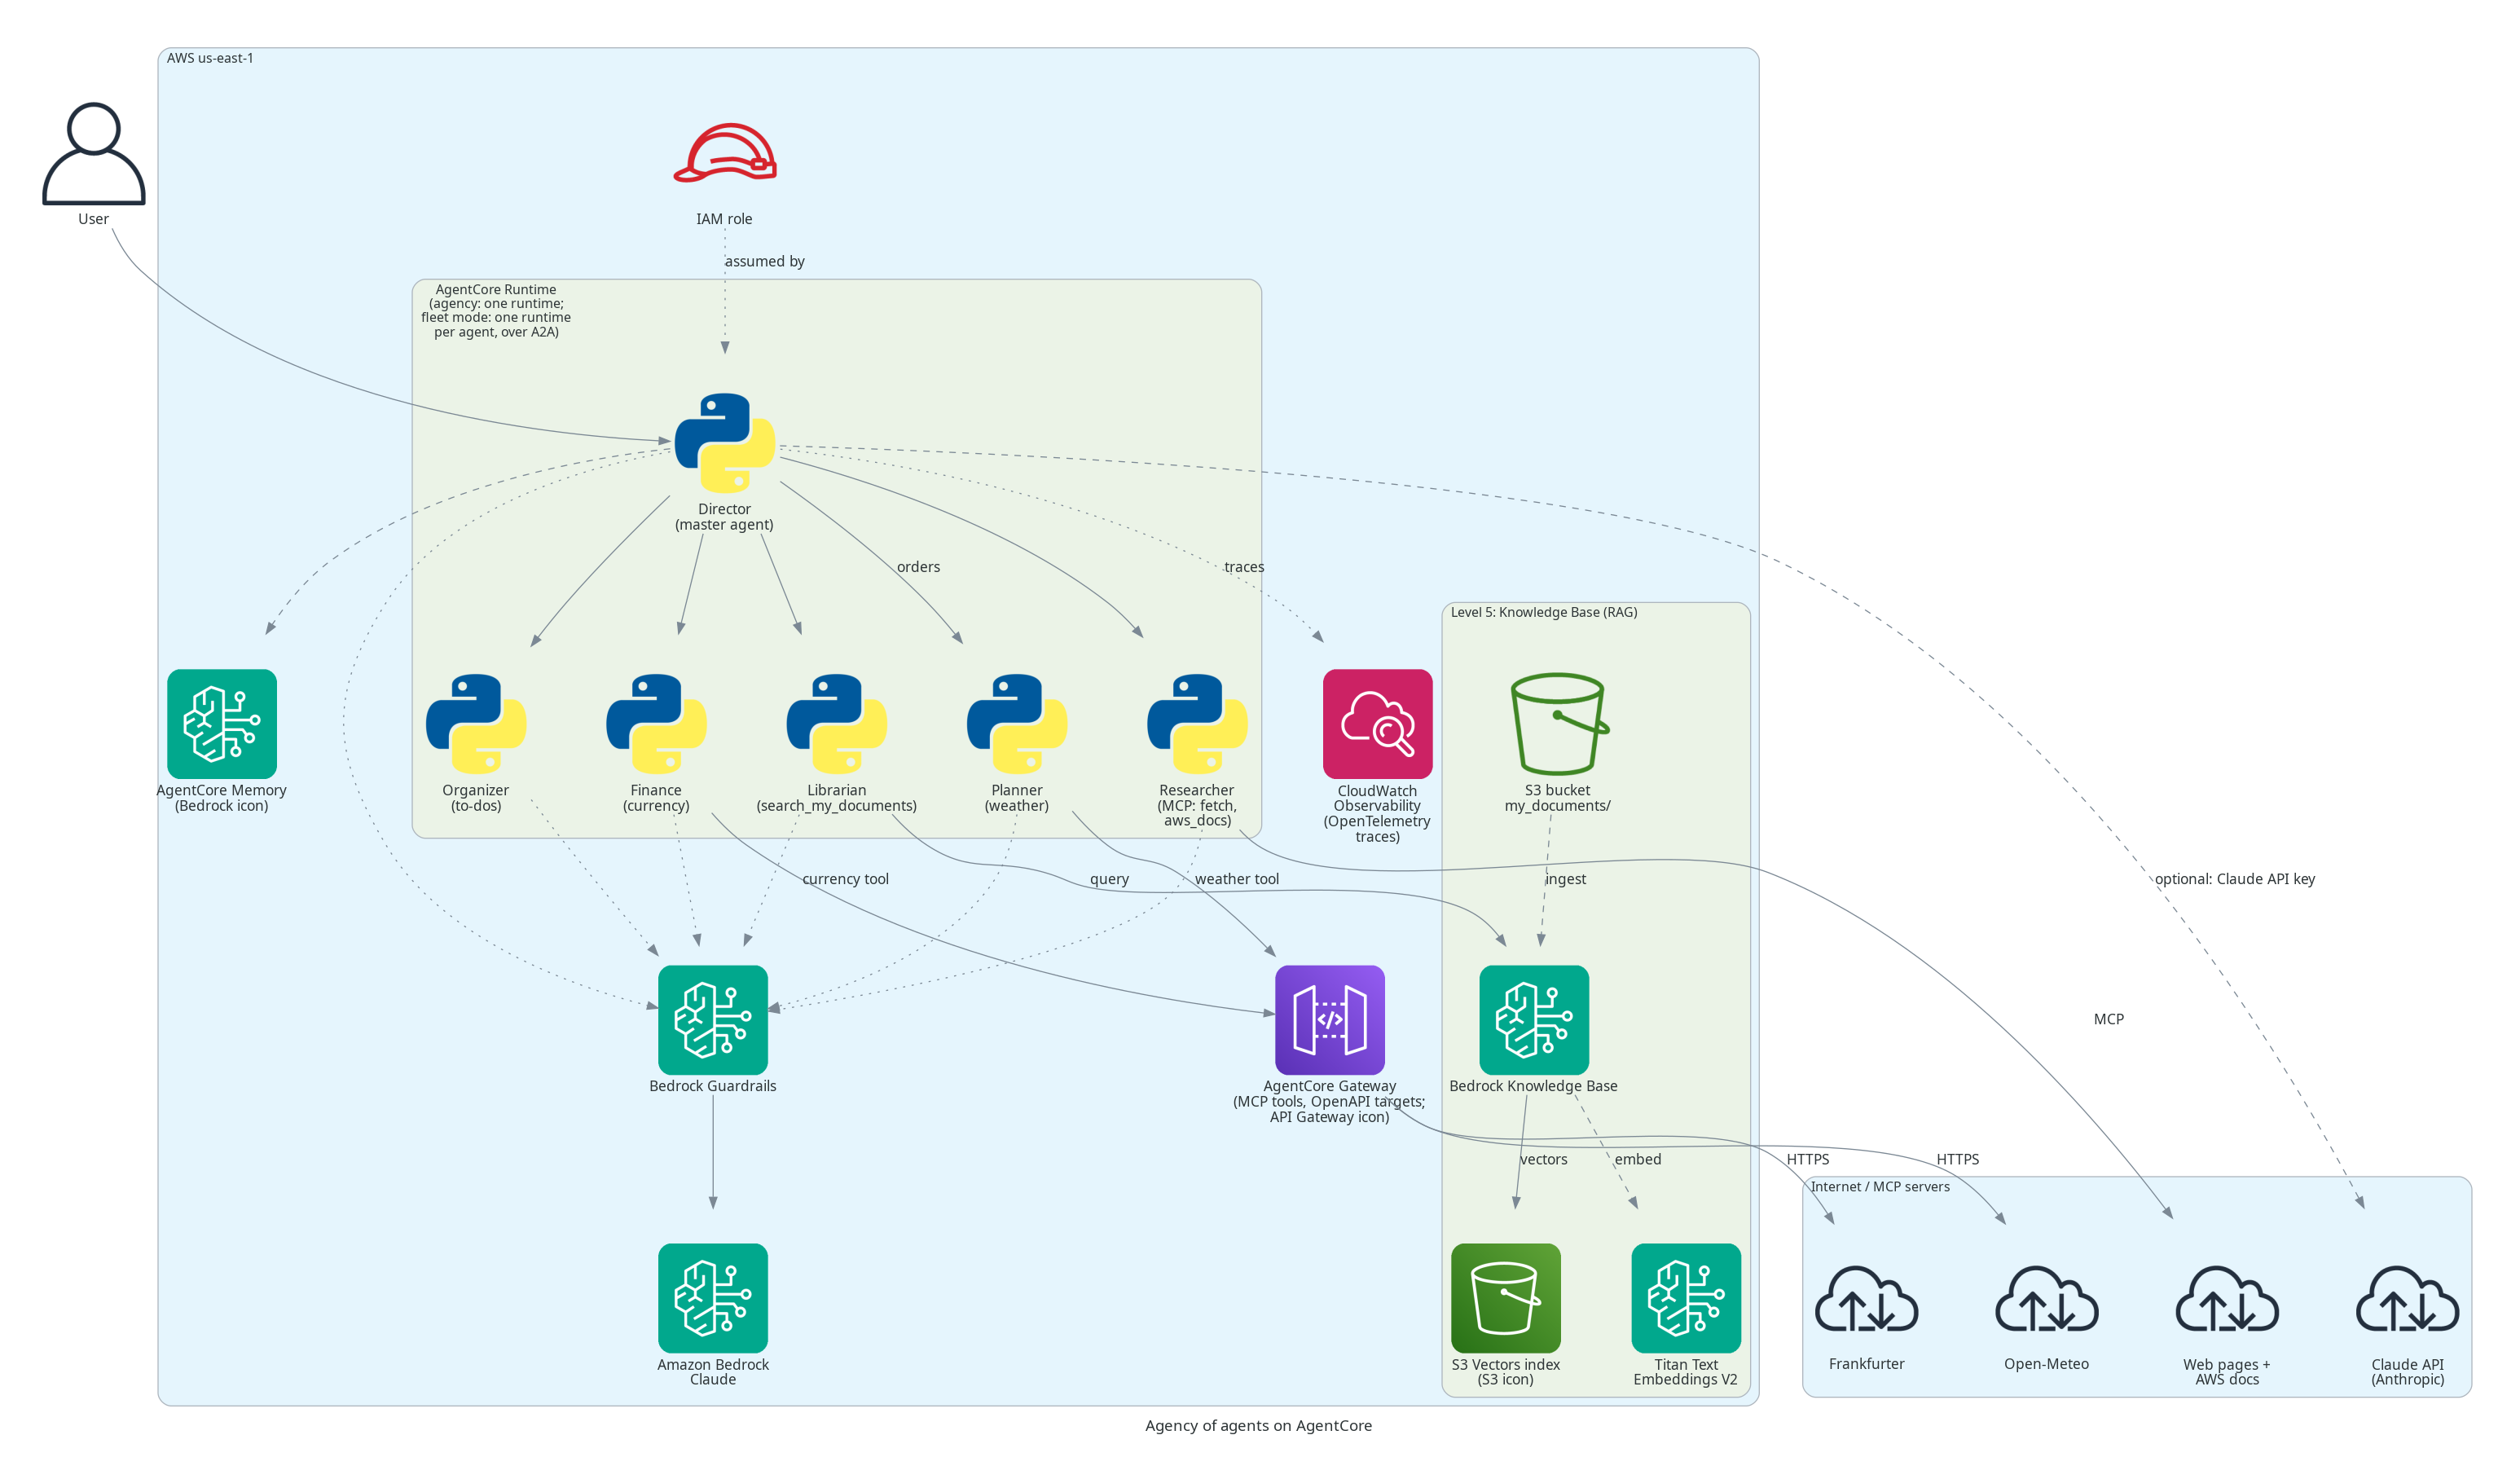 AWS us-east-1
User
IAM role
assumed by
AgentCore Runtime
(agency: one runtime;
fleet mode: one runtime
per agent, over A2A)
Director
(master agent)
orders
traces
Level 5: Knowledge Base (RAG)
AgentCore Memory
(Bedrock icon)
Organizer
(to-dos)
Finance
(currency)
Librarian
(search_my_documents)
Planner
(weather)
Researcher
(MCP: fetch,
aws_docs)
CloudWatch
Observability
(OpenTelemetry
traces)
S3 bucket
my_documents/
currency tool
query
weather tool
ingest
optional: Claude API key
MCP
Bedrock Guardrails
AgentCore Gateway
(MCP tools, OpenAPI targets;
API Gateway icon)
Bedrock Knowledge Base
vectors
embed
HTTPS
HTTPS
Internet / MCP servers
Amazon Bedrock
Claude
S3 Vectors index
(S3 icon)
Titan Text
Embeddings V2
Frankfurter
Open-Meteo
Web pages +
AWS docs
Claude API
(Anthropic)
Agency of agents on AgentCore